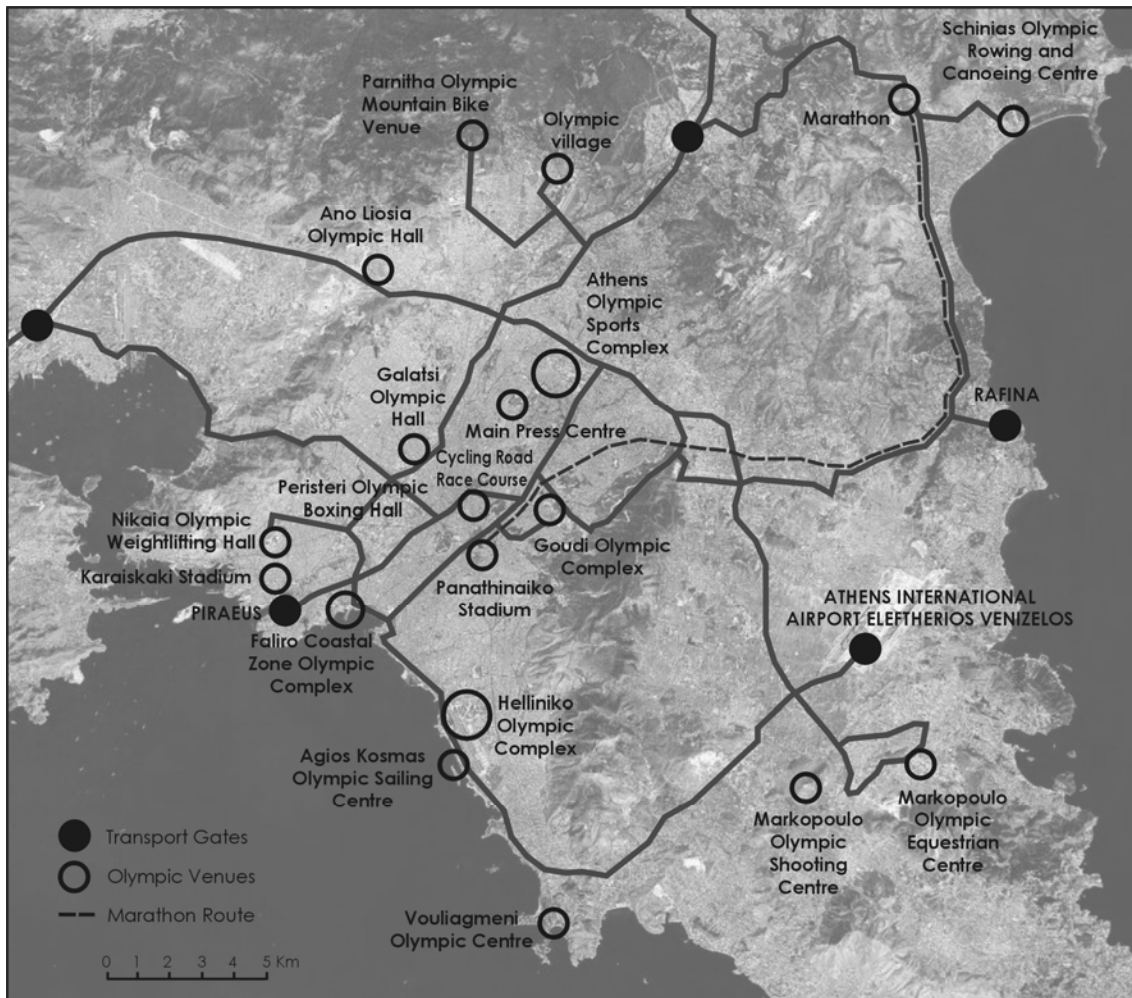 Schinias Olympic
Rowing and
Canoeing Centre
Parnitha Olympic
Mountain Bike
Venue
Olympic
village
Marathon
Ano Liosia
Olympic Hall
Athens
Olympic
Sports
Complex
Galatsi
Olympic
Hall
RAFINA
Main Press Centre
Cycling Road
Race Course
Peristeri Olympic
Boxing Hall
Nikaia Olympic
Weightlifting Hall
Goudi Olympic
Complex
Karaiskaki Stadium
Panathinaiko
Stadium
PIRAEUS
ATHENS INTERNATIONAL
AIRPORT ELEFTHERIOS VENIZELOS
Faliro Coastal
Zone Olympic
Complex
Helliniko
Olympic
Complex
Agios Kosmas
Olympic Sailing
Centre
Markopoulo
Olympic
Shooting
Centre
Markopoulo
Olympic
Equestrian
Centre
Transport Gates
Olympic Venues
Marathon Route
Vouliagmeni
Olympic Centre
0 1 2 3 4 5 Km